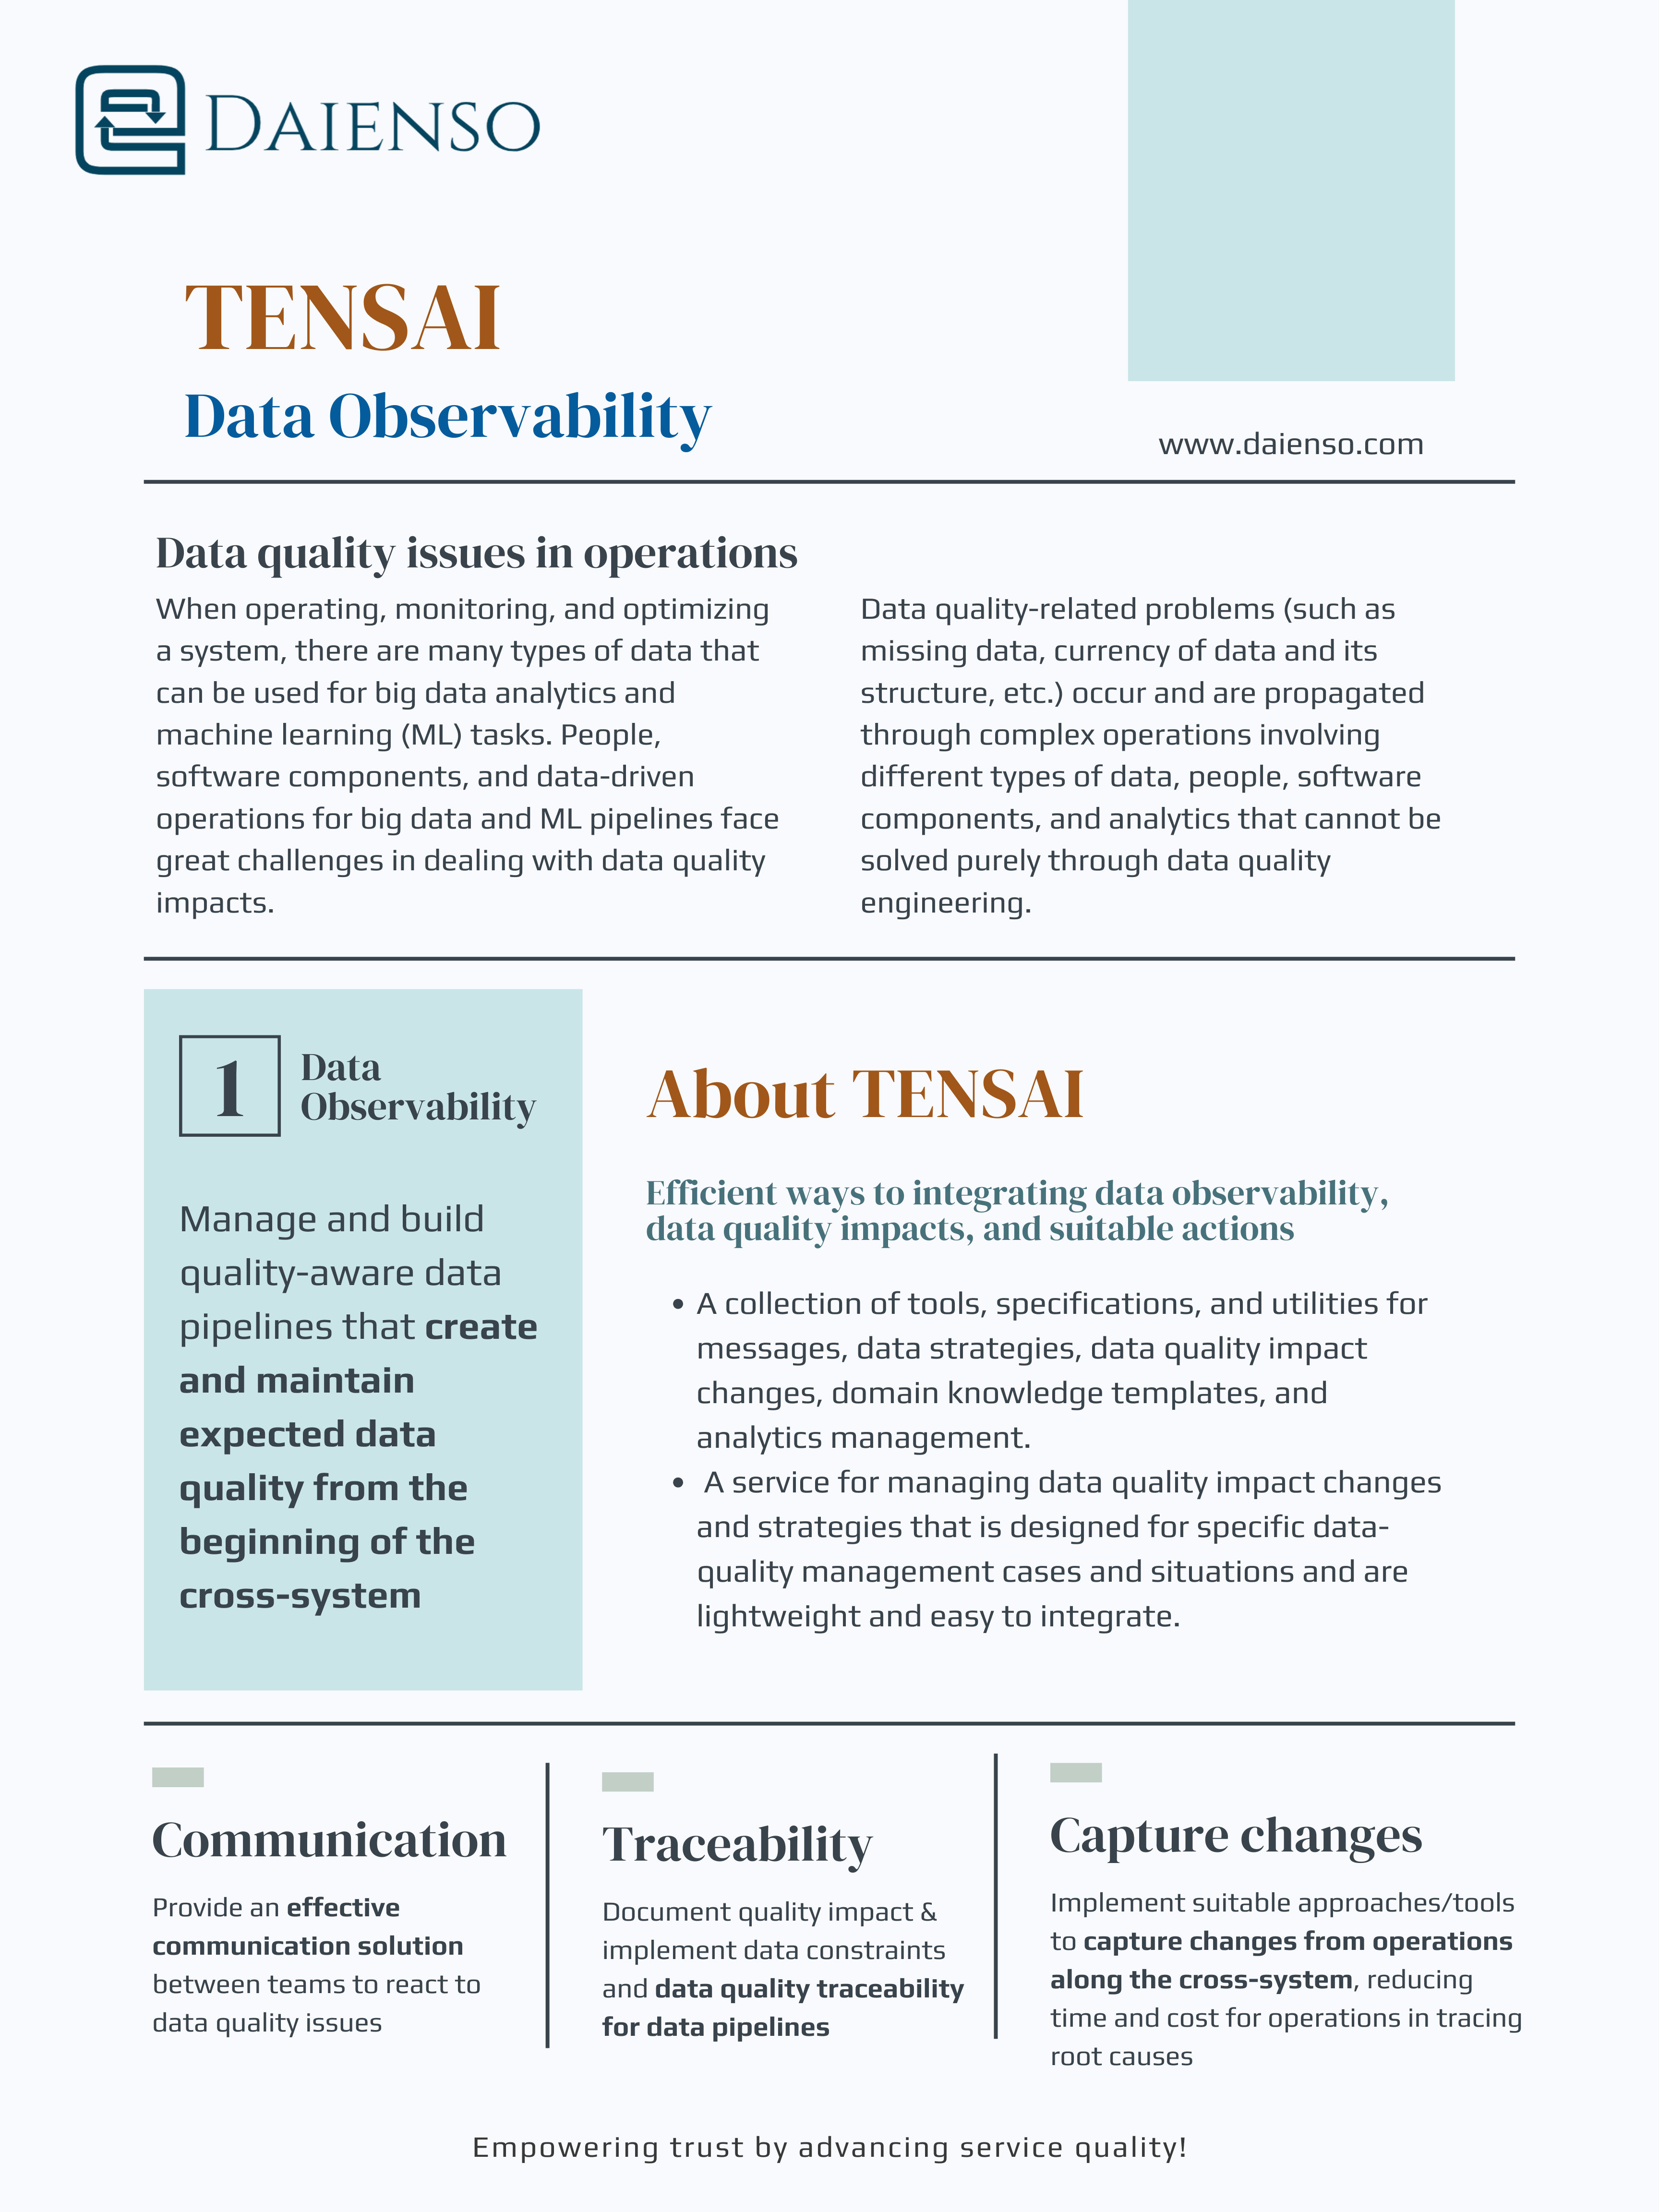 DAIENSO
TENSAI
Data Observability
www.daienso.com
Data quality issues in operations
When operating, monitoring, and optimizing
a system, there are many types of data that
can be used for big data analytics and
machine learning (ML) tasks. People,
software components, and data-driven
operations for big data and ML pipelines face
great challenges in dealing with data quality
impacts.
Data quality-related problems (such as
missing data, currency of data and its
structure, etc.) occur and are propagated
through complex operations involving
different types of data, people, software
components, and analytics that cannot be
solved purely through data quality
engineering.
1
Data
Observability
Manage and build
quality-aware data
pipelines that create
and maintain
expected data
quality from the
beginning of the
cross-system
About TENSAI
Efficient ways to integrating data observability,
data quality impacts, and suitable actions
• A collection of tools, specifications, and utilities for
messages, data strategies, data quality impact
changes, domain knowledge templates, and
analytics management.
• A service for managing data quality impact changes
and strategies that is designed for specific data-
quality management cases and situations and are
lightweight and easy to integrate.
Communication
Provide an effective
communication solution
between teams to react to
data quality issues
Traceability
Document quality impact &
implement data constraints
and data quality traceability
for data pipelines
Capture changes
Implement suitable approaches/tools
to capture changes from operations
along the cross-system, reducing
time and cost for operations in tracing
root causes
Empowering trust by advancing service quality!